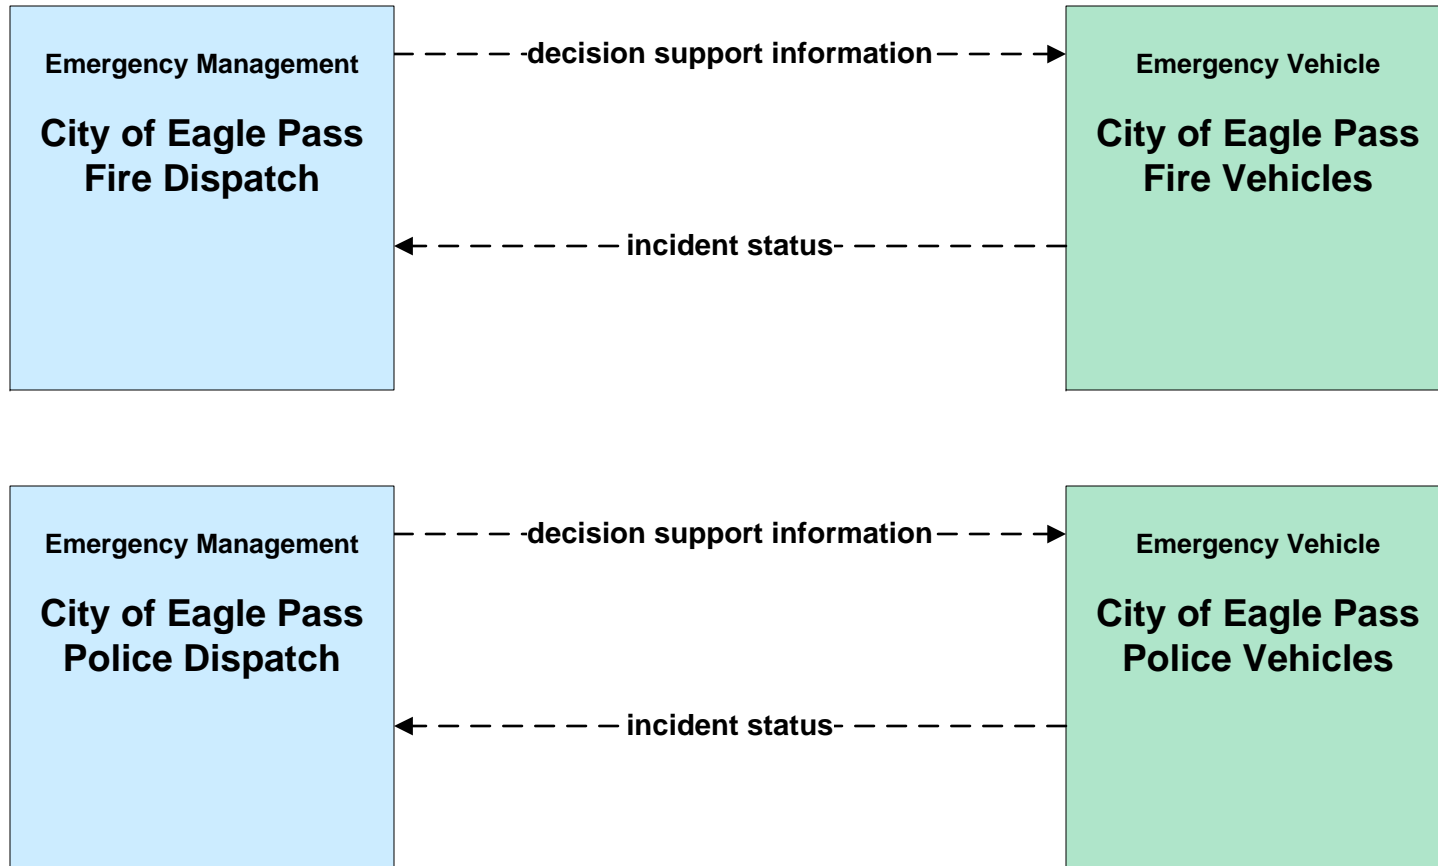 Emergency Management
City of Eagle Pass
Fire Dispatch
decision support information
incident status
Emergency Vehicle
City of Eagle Pass
Fire Vehicles
Emergency Management
City of Eagle Pass
Police Dispatch
decision support information
incident status
Emergency Vehicle
City of Eagle Pass
Police Vehicles